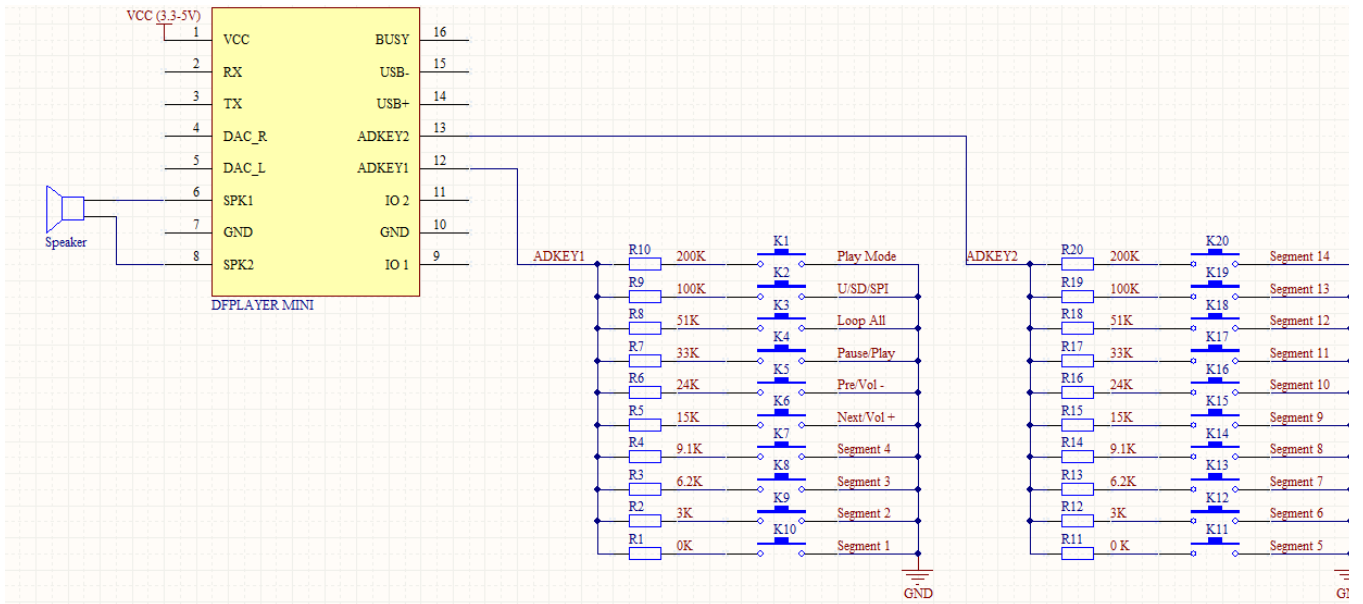 VCC (3.3-5V)
1 VCC BUSY 16
2 RX USB- 15
3 TX USB+ 14
4 DAC_R ADKEY2 13
5 DAC_L ADKEY1 12
6 SPK1 IO 2 11
7 GND GND 10
8 SPK2 IO 1 9
Speaker
DFPLAYER MINI
ADKEY1
R10 200K K1 Play Mode
R9 100K K2 U/SD/SPI
R8 51K K3 Loop All
R7 33K K4 Pause/Play
R6 24K K5 Pre/Vol -
R5 15K K6 Next/Vol +
R4 9.1K K7 Segment 4
R3 6.2K K8 Segment 3
R2 3K K9 Segment 2
R1 0K K10 Segment 1
GND
ADKEY2
R20 200K K20 Segment 14
R19 100K K19 Segment 13
R18 51K K18 Segment 12
R17 33K K17 Segment 11
R16 24K K16 Segment 10
R15 15K K15 Segment 9
R14 9.1K K14 Segment 8
R13 6.2K K13 Segment 7
R12 3K K12 Segment 6
R11 0 K K11 Segment 5